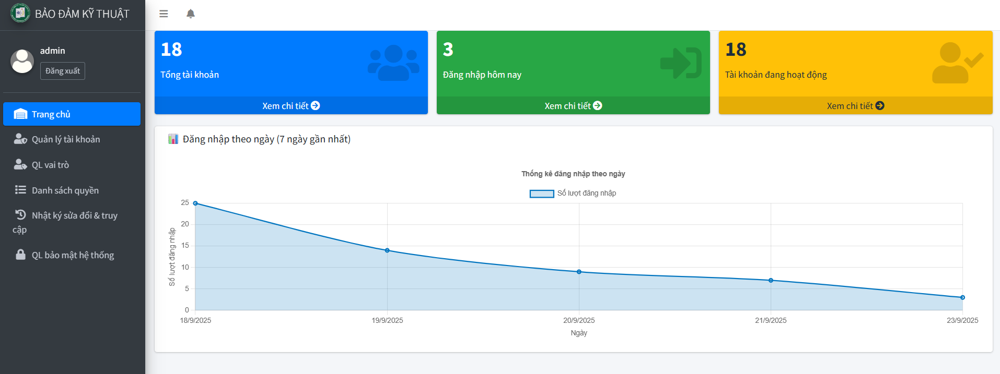 BẢO ĐẢM KỸ THUẬT
admin
Đăng xuất
Trang chủ
Quản lý tài khoản
QL vai trò
Danh sách quyền
Nhật ký sửa đổi & truy
cập
QL bảo mật hệ thống
18
Tổng tài khoản
Xem chi tiết
3
Đăng nhập hôm nay
Xem chi tiết
18
Tài khoản đang hoạt động
Xem chi tiết
Đăng nhập theo ngày (7 ngày gần nhất)
Thống kê đăng nhập theo ngày
Số lượt đăng nhập
Số lượt đăng nhập
25
20
15
10
5
0
18/9/2025
19/9/2025
20/9/2025
21/9/2025
23/9/2025
Ngày